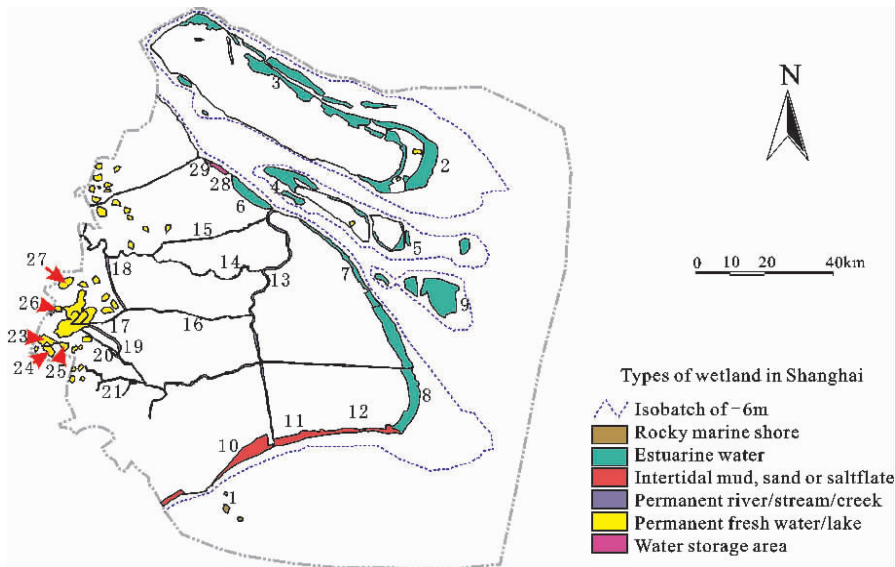 N
3
2
29
28
4
6
15
5
27
18
14
13
7
26
9
22
17
16
23
19
20
24
25
21
8
12
11
10
1
0 10 20 40km
Types of wetland in Shanghai
Isobatch of -6m
Rocky marine shore
Estuarine water
Intertidal mud, sand or saltflate
Permanent river/stream/creek
Permanent fresh water/lake
Water storage area